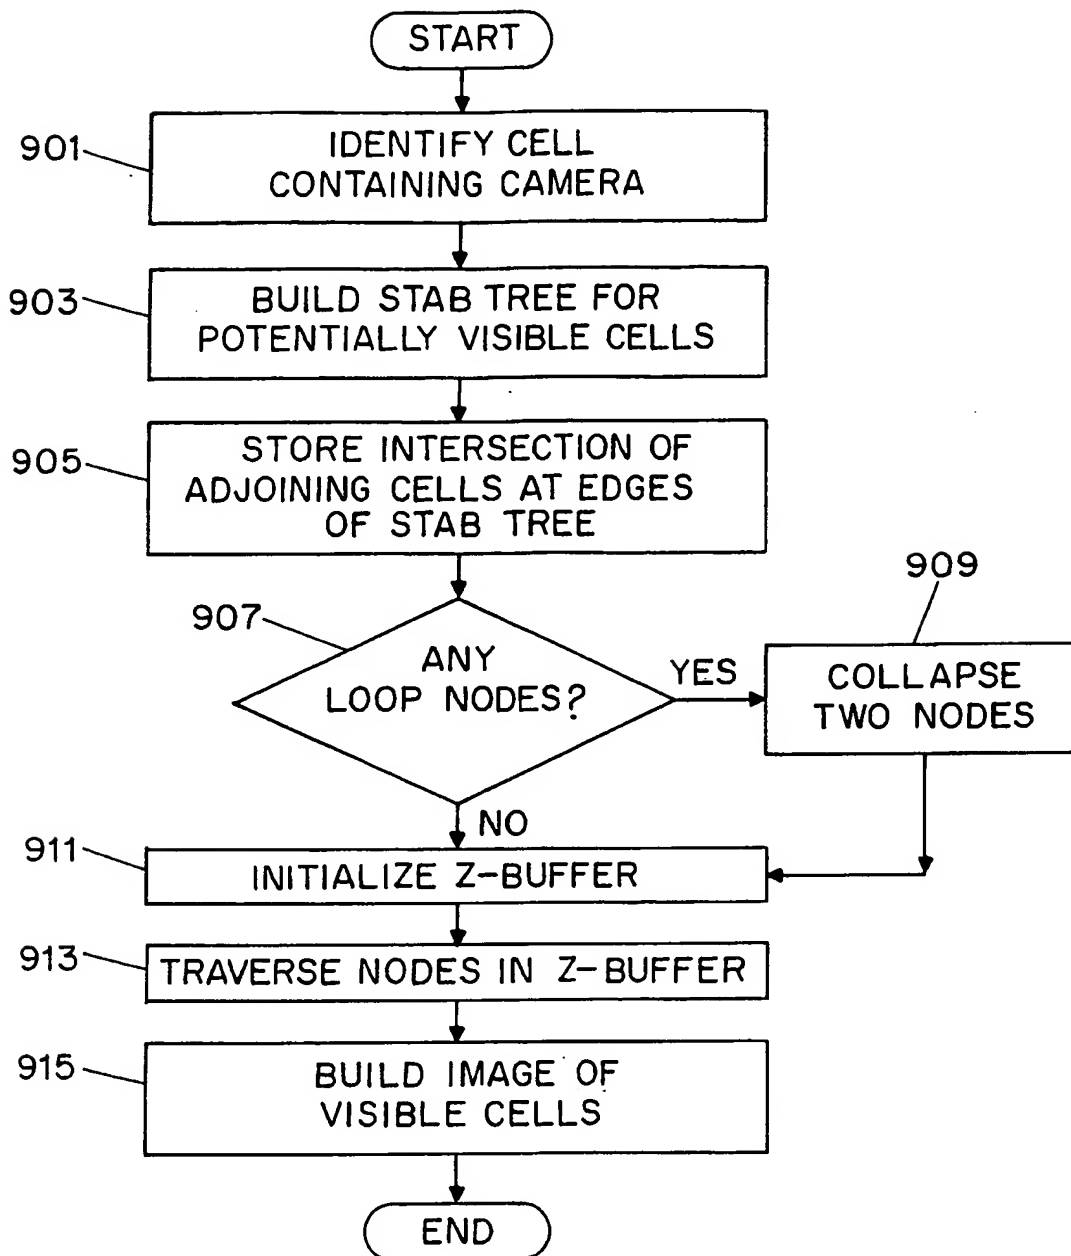 START
901
IDENTIFY CELL
CONTAINING CAMERA
903
BUILD STAB TREE FOR
POTENTIALLY VISIBLE CELLS
905
STORE INTERSECTION OF
ADJOINING CELLS AT EDGES
OF STAB TREE
907
ANY
LOOP NODES?
YES
909
COLLAPSE
TWO NODES
NO
911
INITIALIZE Z-BUFFER
913
TRAVERSE NODES IN Z-BUFFER
915
BUILD IMAGE OF
VISIBLE CELLS
END